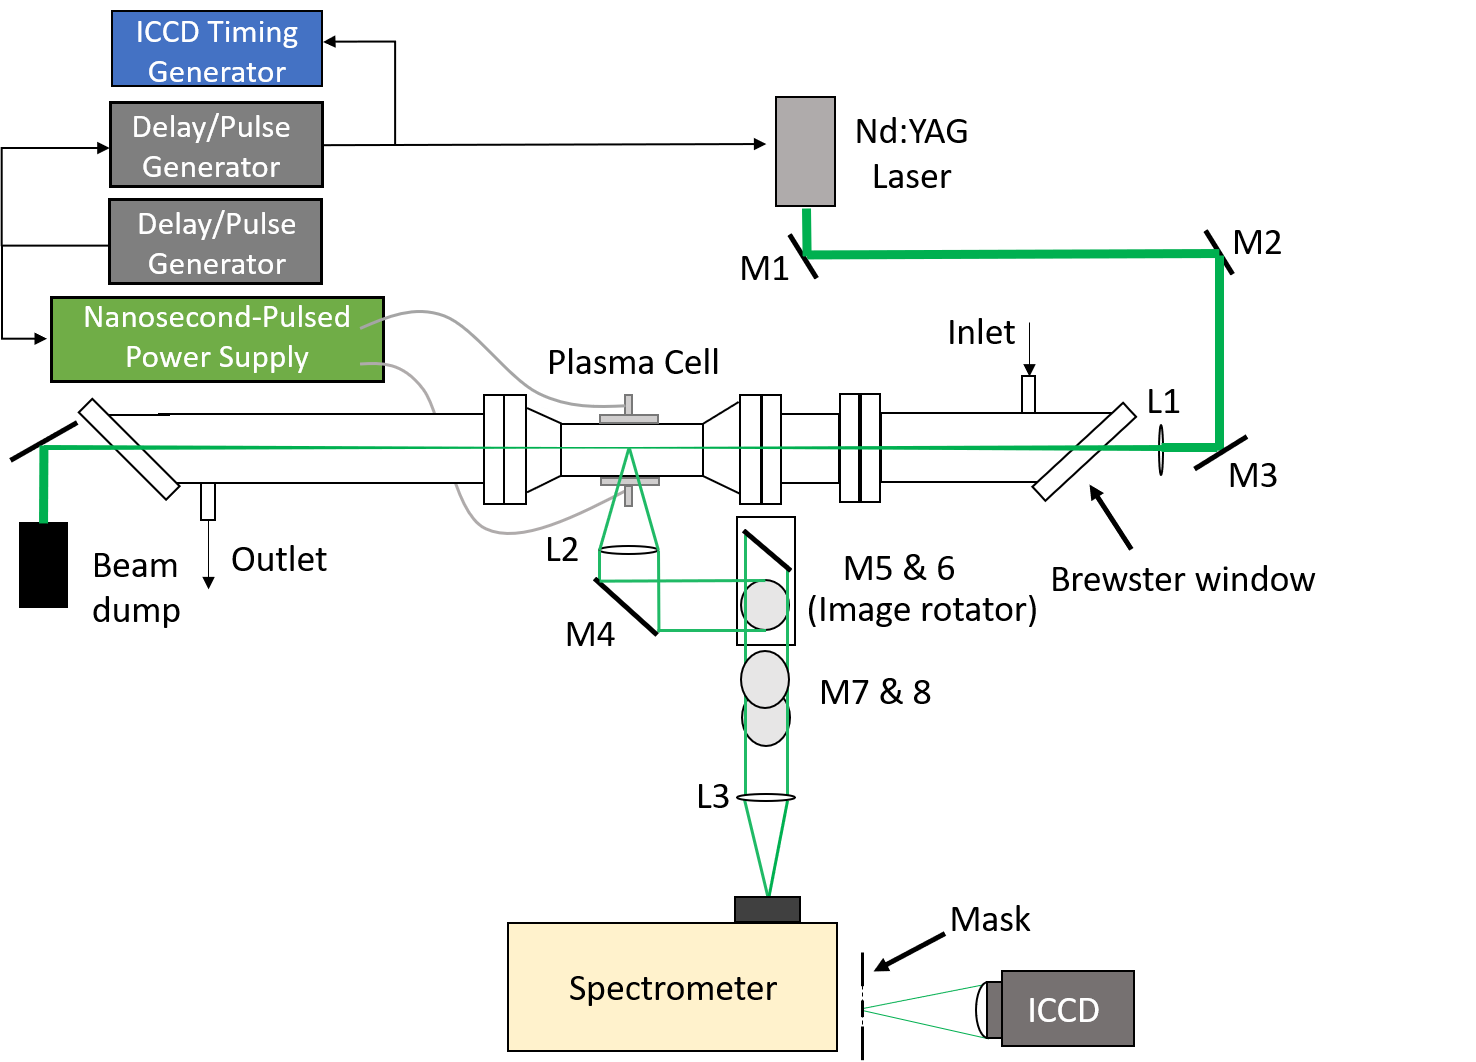 ICCD Timing
Generator
Delay/Pulse
Generator
Delay/Pulse
Generator
Nanosecond-Pulsed
Power Supply
Nd:YAG
Laser
M1
M2
Inlet
Plasma Cell
L1
M3
Beam
dump
Outlet
L2
M4
M5 & 6
(Image rotator)
Brewster window
M7 & 8
L3
Mask
Spectrometer
ICCD